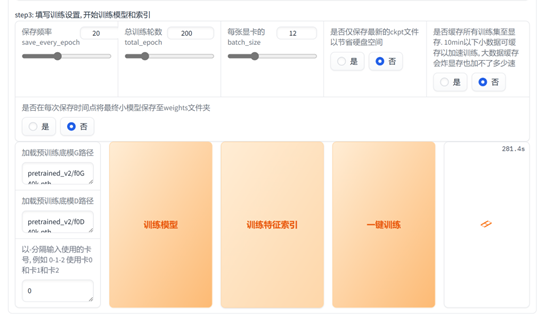 step3: 填写训练设置, 开始训练模型和索引
保存频率
save_every_epoch
20
总训练轮数
total_epoch
200
每张显卡的
batch_size
12
是否仅保存最新的ckpt文件
以节省硬盘空间
是
否
是否缓存所有训练集至显
存. 10min以下小数据可缓
存以加速训练, 大数据缓存
会炸显存也加不了多少速
是
否
是否在每次保存时间点将最终小模型保存至weights文件夹
是
否
加载预训练底模G路径
pretrained_v2/f0G
40k.pth
加载预训练底模D路径
pretrained_v2/f0D
40k.pth
以-分隔输入使用的卡
号, 例如 0-1-2 使用卡0
和卡1和卡2
0
训练模型
训练特征索引
一键训练
201.4s